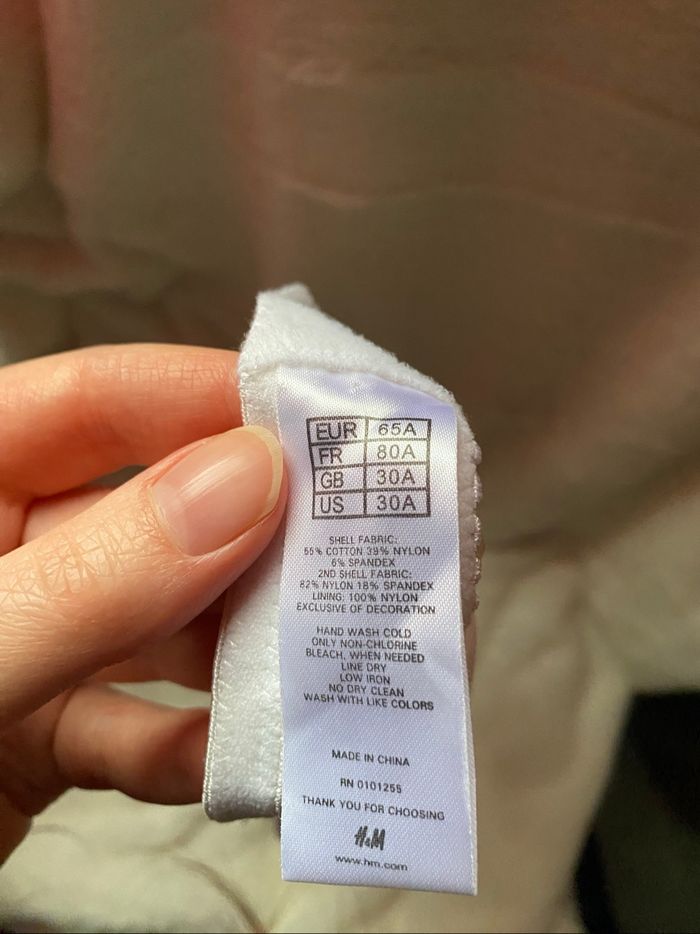 EUR 65A
FR 80A
GB 30A
US 30A
SHELL FABRIC:
55% COTTON 39% NYLON
6% SPANDEX
2ND SHELL FABRIC:
82% NYLON 18% SPANDEX
LINING: 100% NYLON
EXCLUSIVE OF DECORATION
HAND WASH COLD
ONLY NON-CHLORINE
BLEACH, WHEN NEEDED
LINE DRY
LOW IRON
NO DRY CLEAN
WASH WITH LIKE COLORS
MADE IN CHINA
RN 0101255
THANK YOU FOR CHOOSING
H&M
www.hm.com